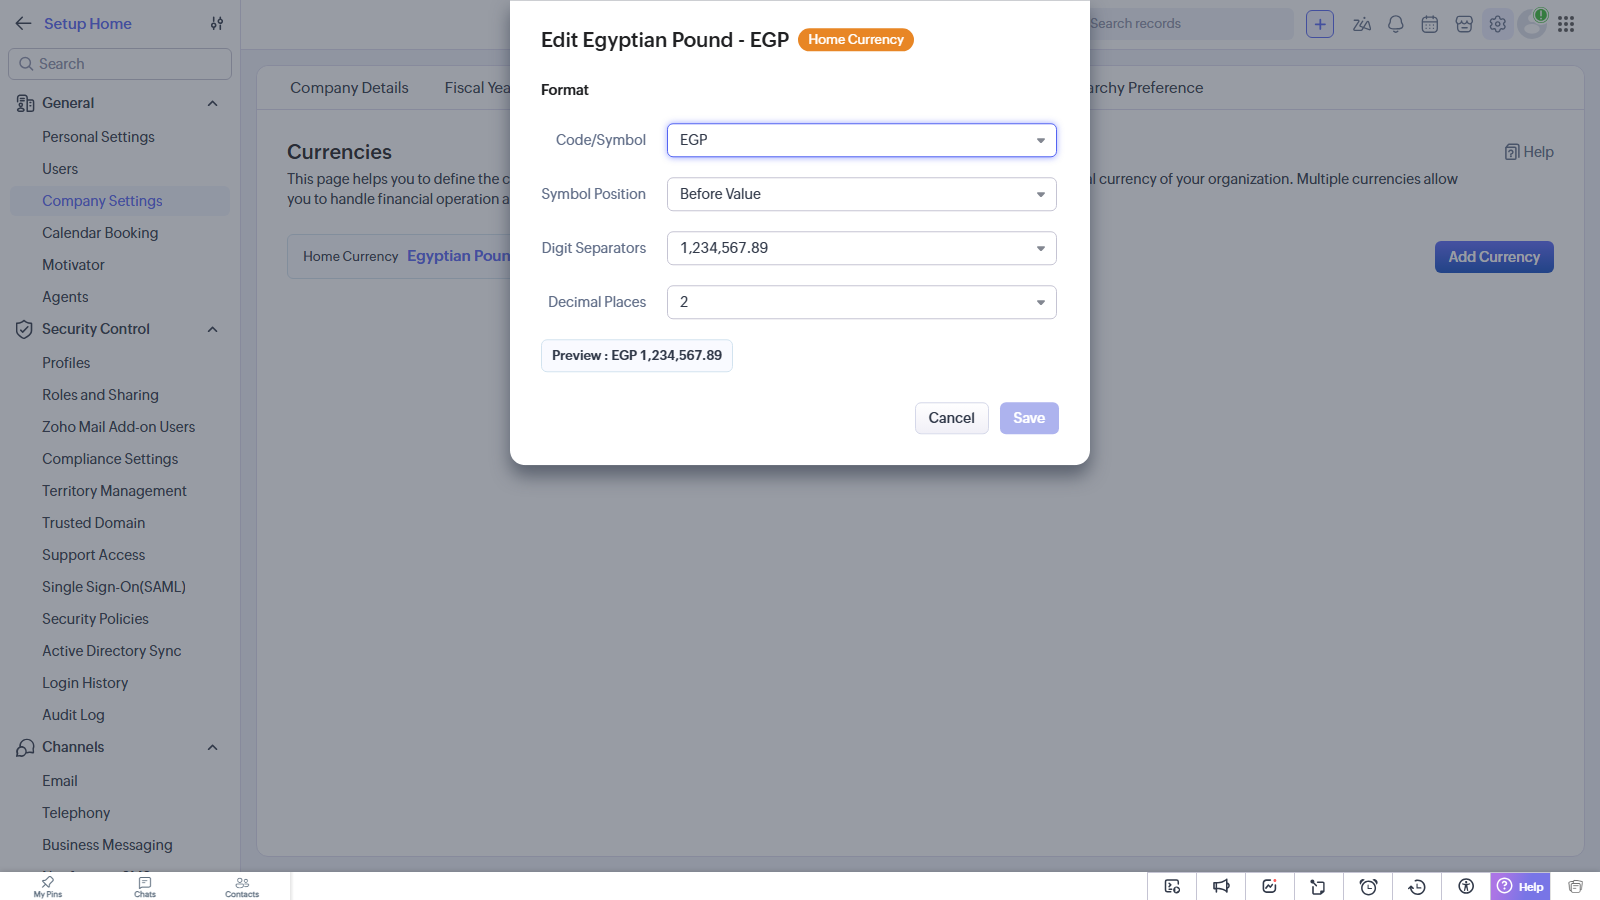 Setup Home
Search
General
Personal Settings
Users
Company Settings
Calendar Booking
Motivator
Agents
Security Control
Profiles
Roles and Sharing
Zoho Mail Add-on Users
Compliance Settings
Territory Management
Trusted Domain
Support Access
Single Sign-On(SAML)
Security Policies
Active Directory Sync
Login History
Audit Log
Channels
Email
Telephony
Business Messaging
Search records
Company Details
Fiscal Yea
archy Preference
Currencies
Help
This page helps you to define the c
l currency of your organization. Multiple currencies allow
you to handle financial operation a
Home Currency Egyptian Poun
Add Currency
Edit Egyptian Pound - EGP Home Currency
Format
Code/Symbol EGP
Symbol Position Before Value
Digit Separators 1,234,567.89
Decimal Places 2
Preview : EGP 1,234,567.89
Cancel Save
My Pins
Chats
Contacts
Help